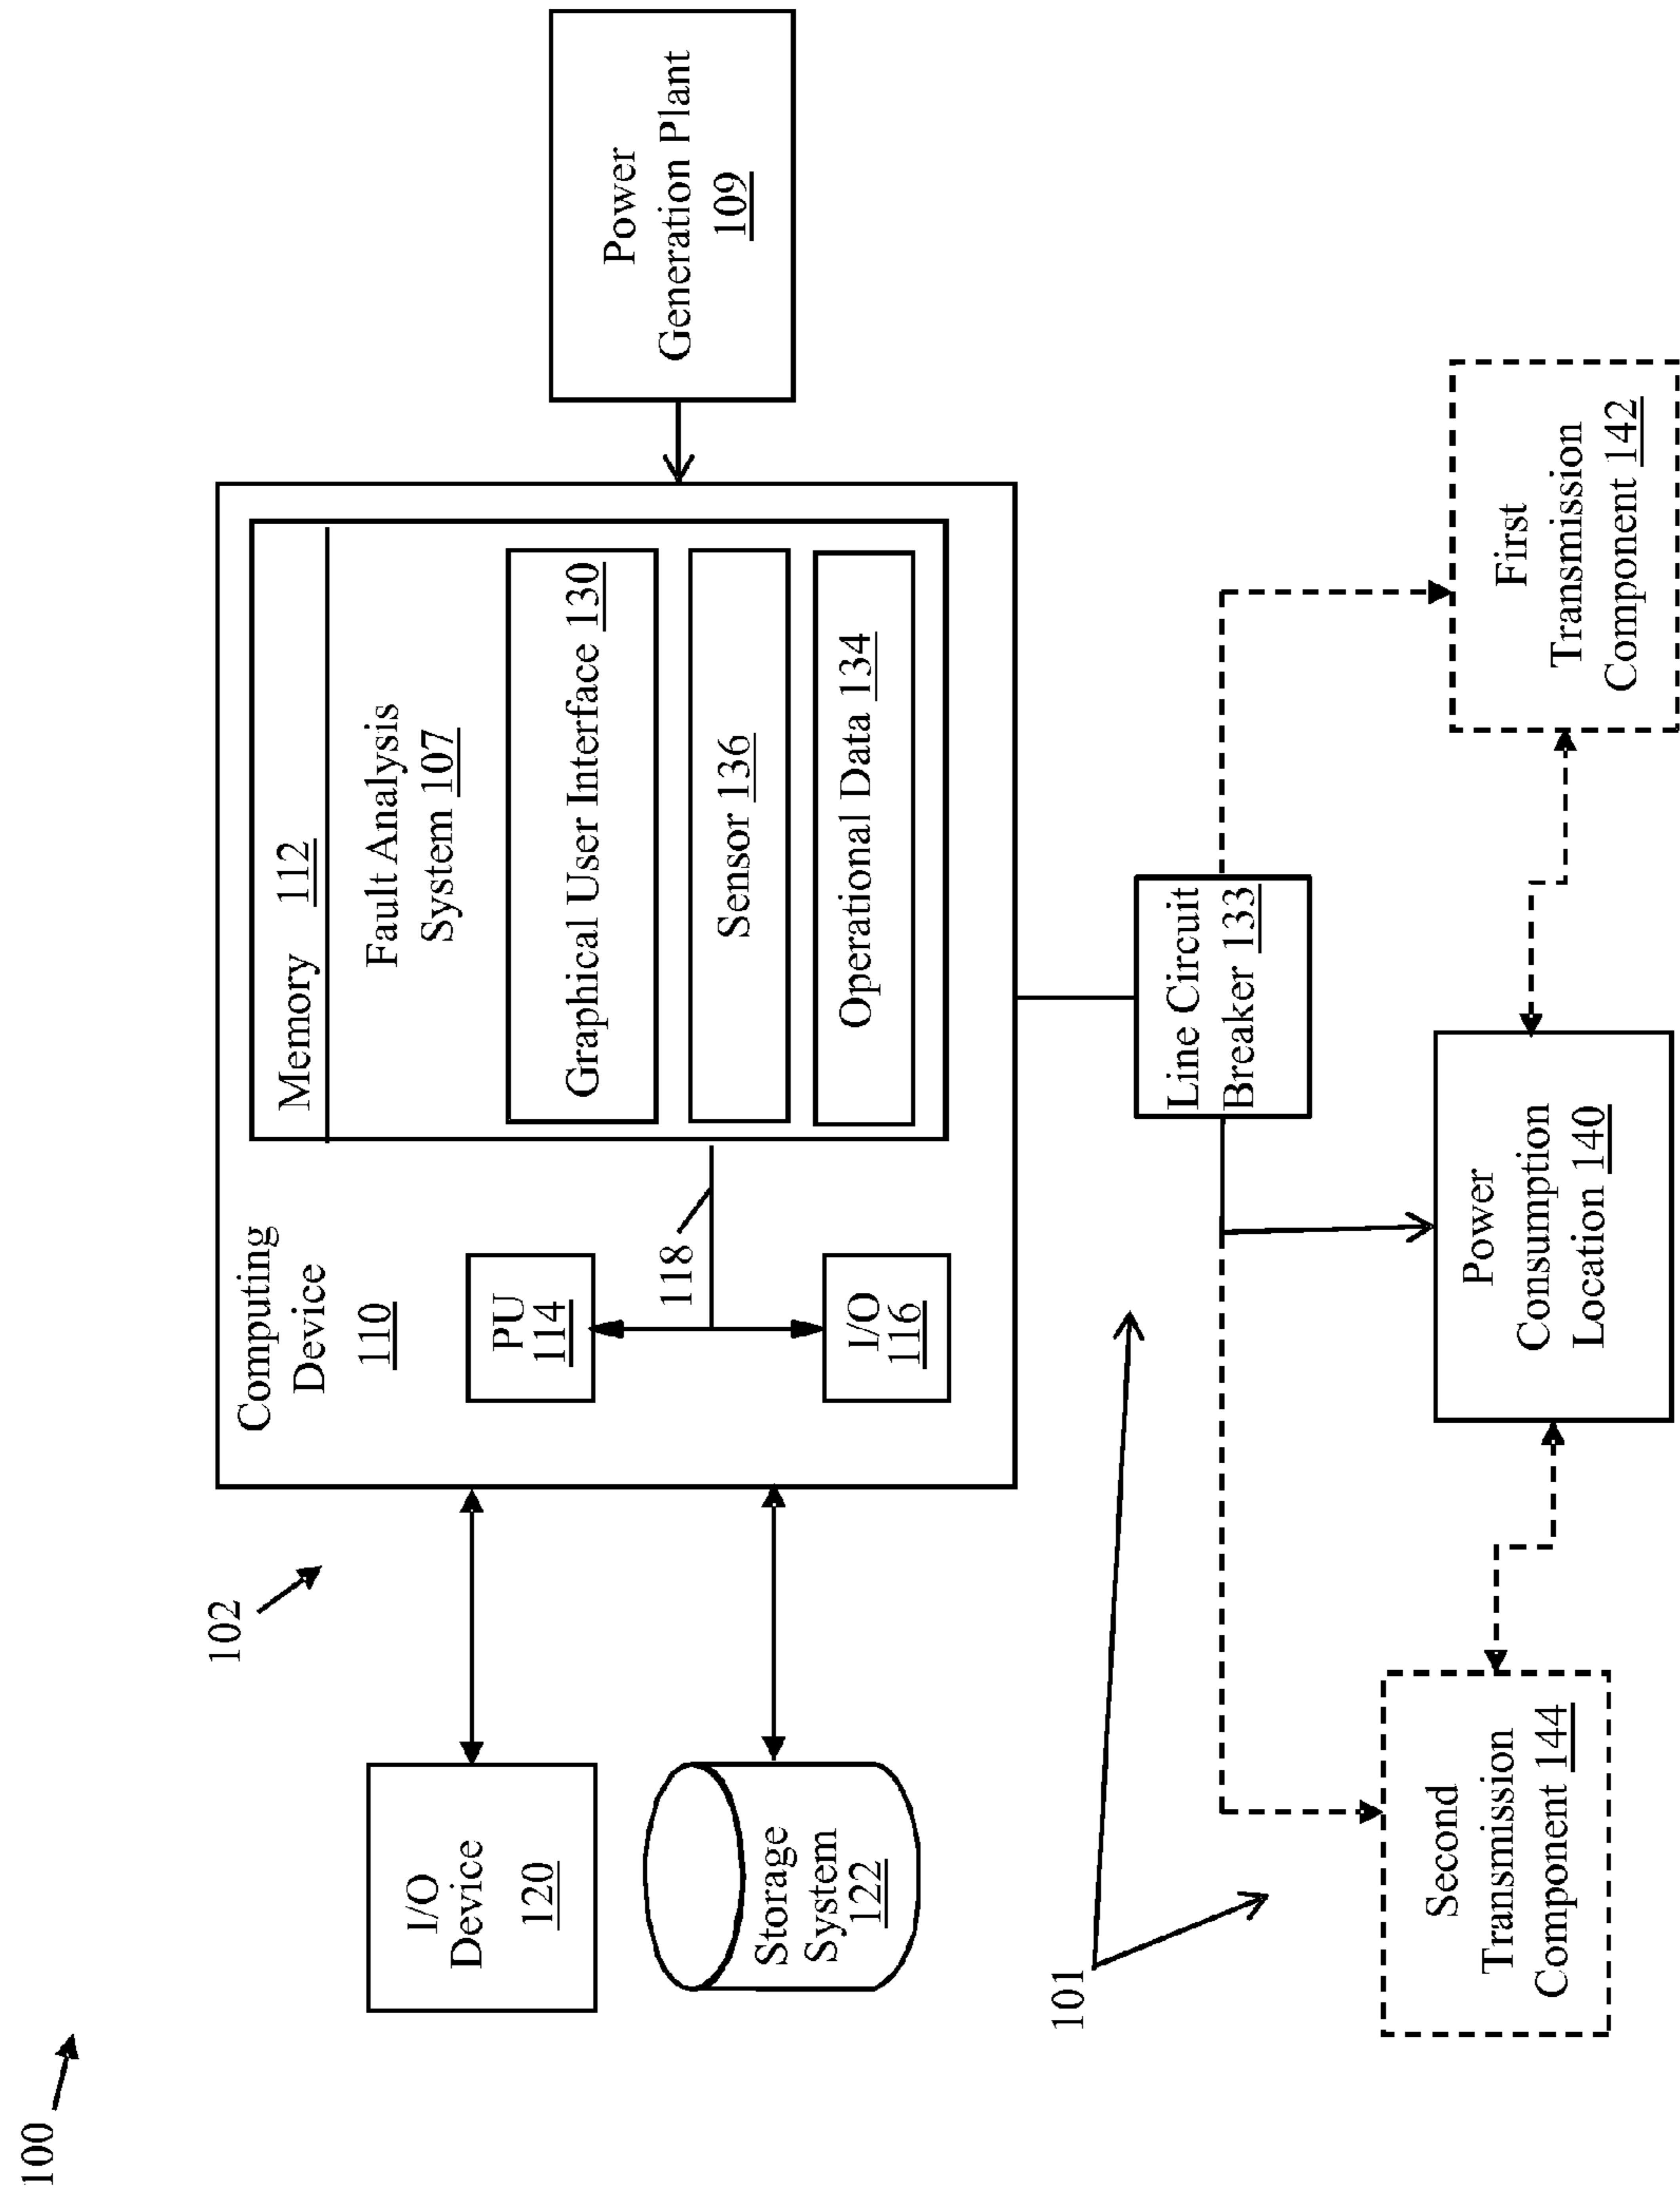 100
102
Computing
Device
110
Memory 112
Fault Analysis
System 107
Graphical User Interface 130
Sensor 136
Operational Data 134
PU
114
118
I/O
116
I/O
Device
120
Storage
System
122
Power
Generation Plant
109
101
Line Circuit
Breaker 133
Second
Transmission
Component 144
Power
Consumption
Location 140
First
Transmission
Component 142